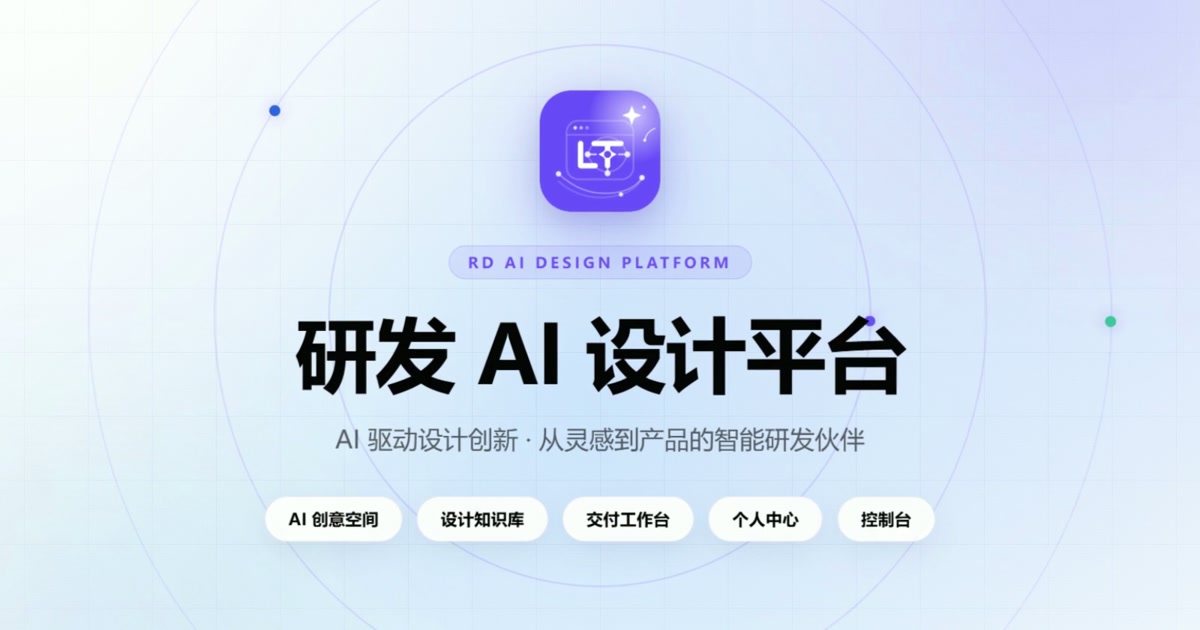 LT
RD AI DESIGN PLATFORM
研发 AI 设计平台
AI 驱动设计创新 · 从灵感到产品的智能研发伙伴
AI 创意空间 设计知识库 交付工作台 个人中心 控制台